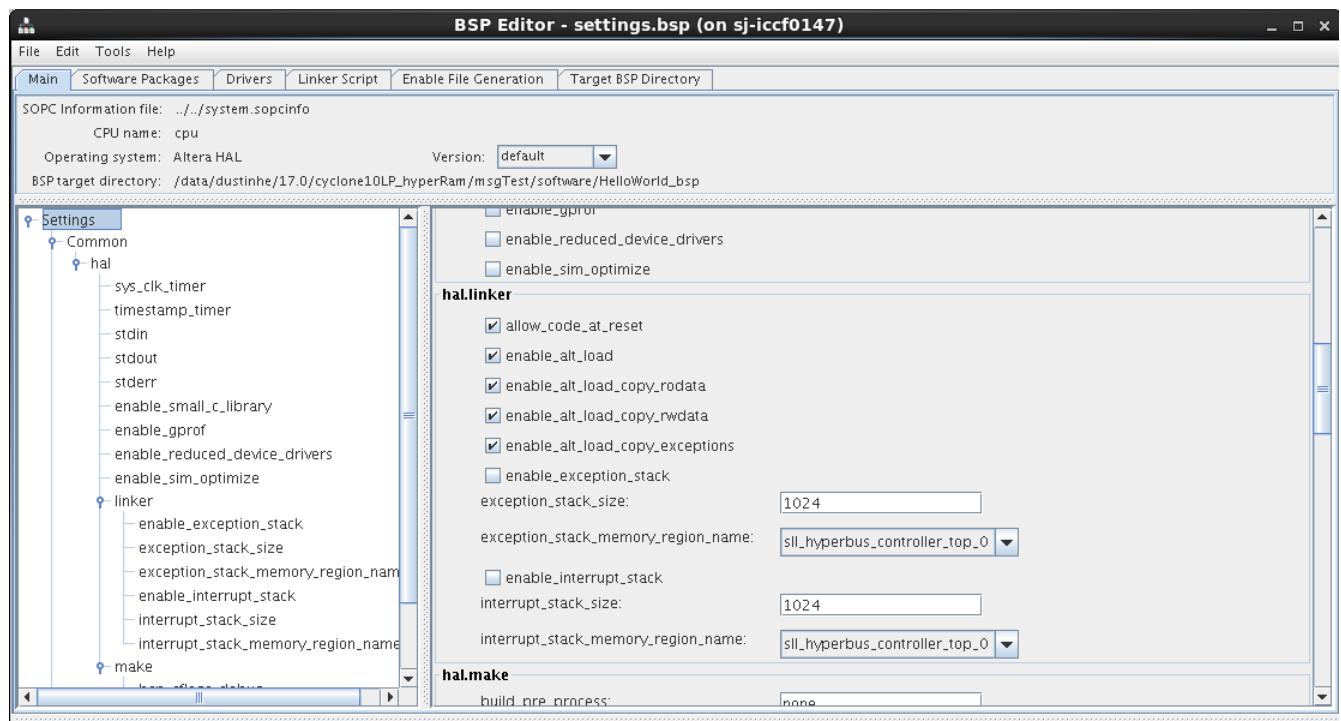 BSP Editor - settings.bsp (on sj-iccf0147)
File Edit Tools Help
Main Software Packages Drivers Linker Script Enable File Generation Target BSP Directory
SOPC Information file: ../../system.sopcinfo
CPU name: cpu
Operating system: Altera HAL Version: default
BSP target directory: /data/dustinhe/17.0/cyclone10LP_hyperRam/msgTest/software/HelloWorld_bsp
Settings
Common
hal
sys_clk_timer
timestamp_timer
stdin
stdout
stderr
enable_small_c_library
enable_gprof
enable_reduced_device_drivers
enable_sim_optimize
linker
enable_exception_stack
exception_stack_size
exception_stack_memory_region_nam
enable_interrupt_stack
interrupt_stack_size
interrupt_stack_memory_region_name
make
bsp_cflags_debug
enable_gprof
enable_reduced_device_drivers
enable_sim_optimize
hal.linker
allow_code_at_reset
enable_alt_load
enable_alt_load_copy_rodata
enable_alt_load_copy_rwdata
enable_alt_load_copy_exceptions
enable_exception_stack
exception_stack_size: 1024
exception_stack_memory_region_name: sll_hyperbus_controller_top_0
enable_interrupt_stack
interrupt_stack_size: 1024
interrupt_stack_memory_region_name: sll_hyperbus_controller_top_0
hal.make
build_pre_process: none